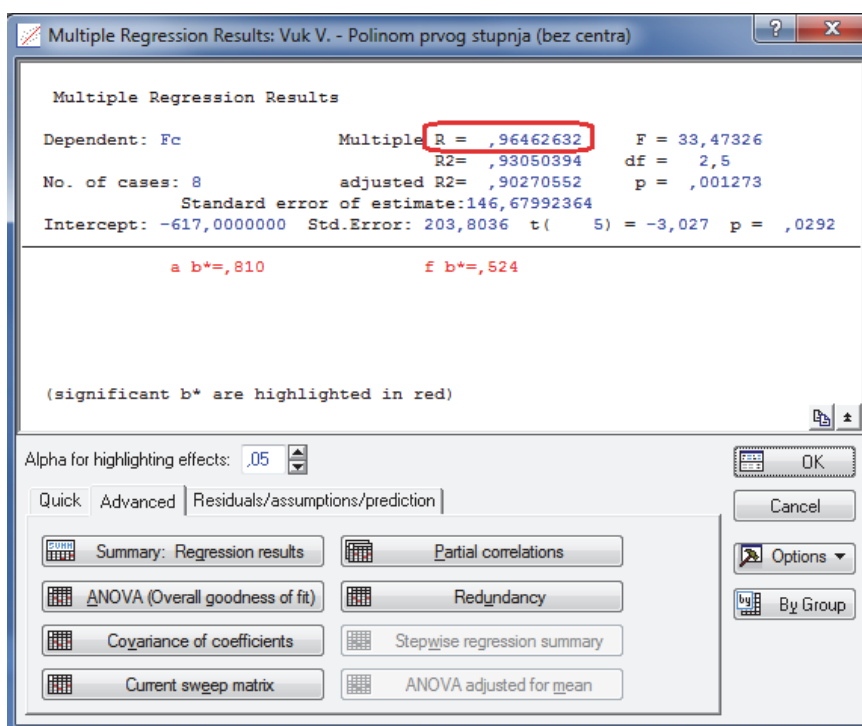 Multiple Regression Results: Vuk V. - Polinom prvog stupnja (bez centra)
Multiple Regression Results
Dependent: Fc Multiple R = ,96462632 F = 33,47326
R2= ,93050394 df = 2,5
No. of cases: 8 adjusted R2= ,90270552 p = ,001273
Standard error of estimate:146,67992364
Intercept: -617,0000000 Std.Error: 203,8036 t( 5) = -3,027 p = ,0292
a b*=,810 f b*=,524
(significant b* are highlighted in red)
Alpha for highlighting effects: ,05
OK
Quick Advanced Residuals/assumptions/prediction
Cancel
Summary: Regression results Partial correlations
Options
ANOVA (Overall goodness of fit) Redundancy
By Group
Covariance of coefficients Stepwise regression summary
Current sweep matrix ANOVA adjusted for mean